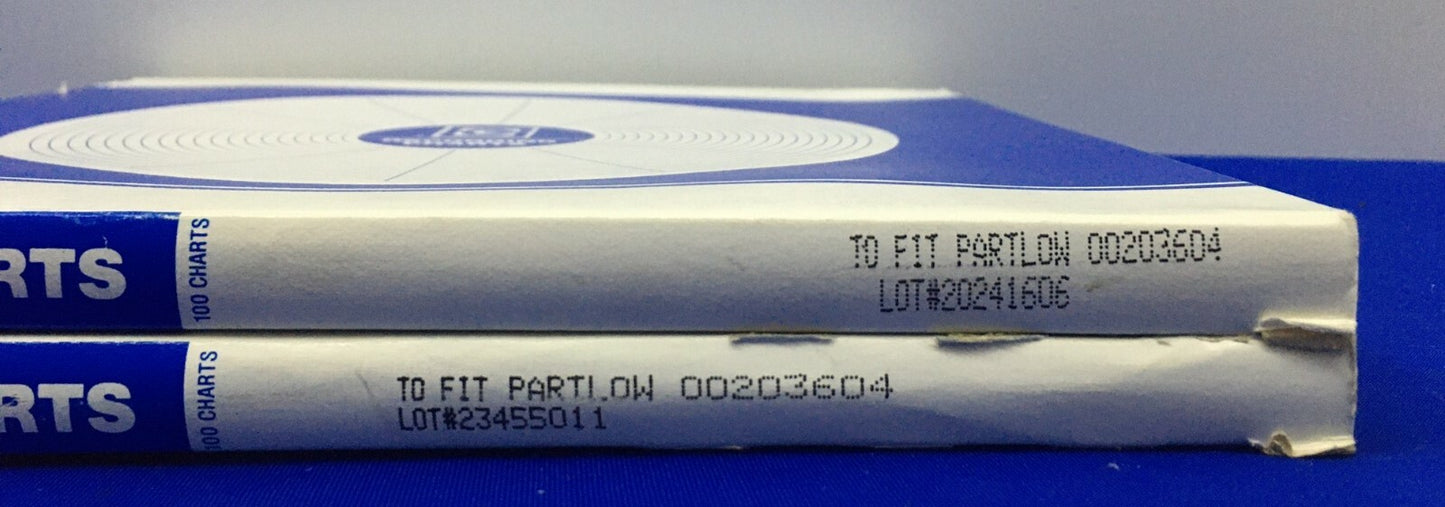 RTS
100 CHARTS
TO FIT PARTLOW 00203604
LOT#20241606
RTS
100 CHARTS
TO FIT PARTLOW 00203604
LOT#23455011